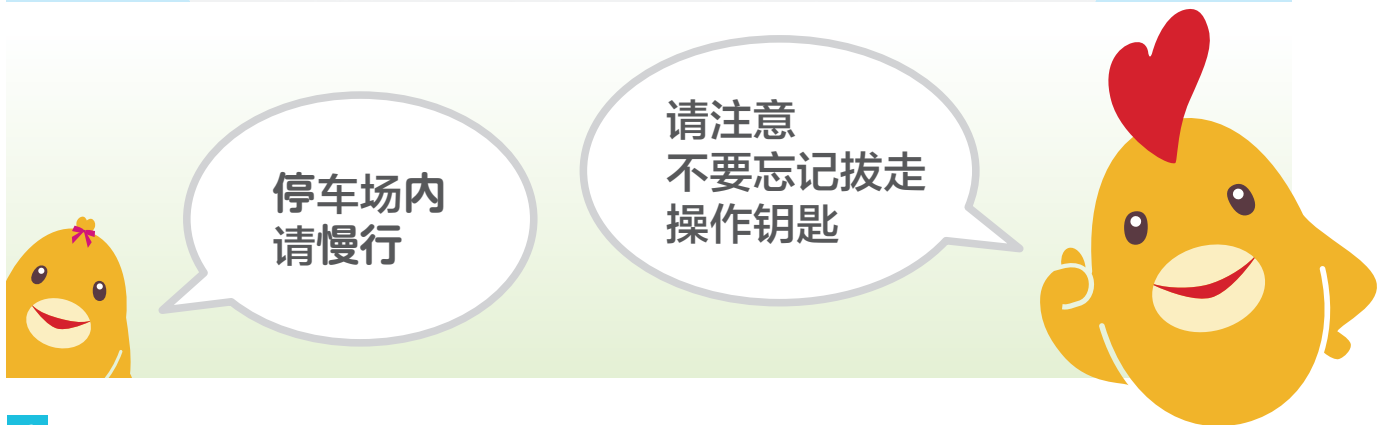 停车场内
请慢行
请注意
不要忘记拔走
操作钥匙